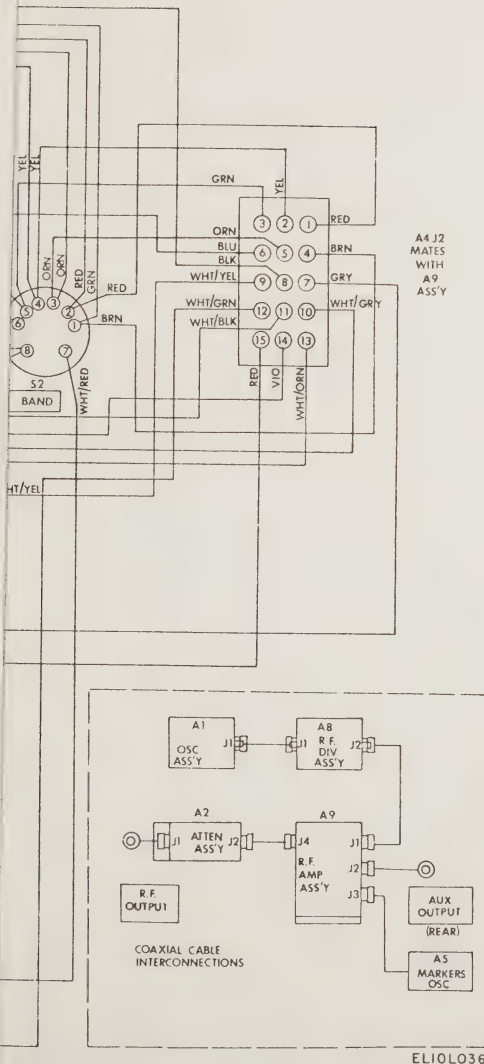 GRN
YEL
YEL
YEL
3 2 1 RED
ORN
BLU
BLK
6 5 4 BRN
WHT/YEL
9 8 7 GRY
WHT/GRN
WHT/BLK
12 11 10 WHT/GRY
15 14 13
RED
VIO
WHT/ORN
A4 J2
MATES
WITH
A9
ASS'Y
ORN
ORN
RED
GRN
RED
5 4 3 2
6 1 BRN
8 7
S2
BAND
WHT/RED
HT/YEL
A1
J1
OSC
ASS'Y
A8
J1 R.F. J2
DIV
ASS'Y
A2
J1 ATTEN J2
ASS'Y
A9
J4 J1
R.F. J2
AMP
ASS'Y J3
R.F.
OUTPUT
AUX
OUTPUT
(REAR)
A5
MARKERS
OSC
COAXIAL CABLE
INTERCONNECTIONS
EL10L036